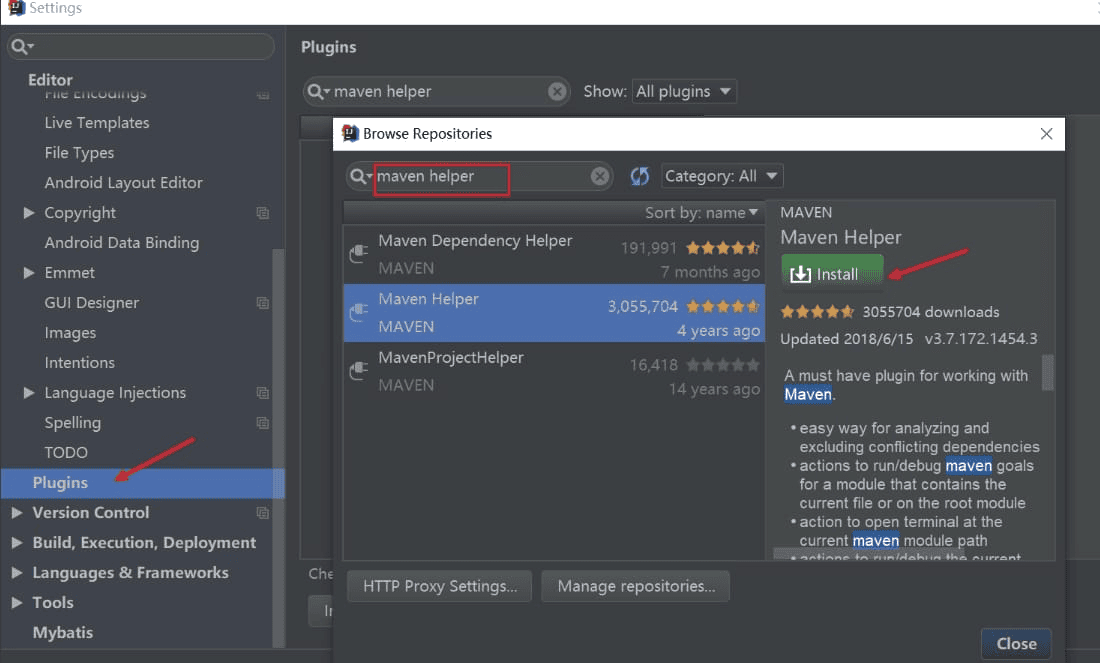 Settings
Editor
File Encodings
Live Templates
File Types
Android Layout Editor
Copyright
Android Data Binding
Emmet
GUI Designer
Images
Intentions
Language Injections
Spelling
TODO
Plugins
Version Control
Build, Execution, Deployment
Languages & Frameworks
Tools
Mybatis
Plugins
maven helper
Show: All plugins
Browse Repositories
maven helper
Category: All
Sort by: name
Maven Dependency Helper 191,991
MAVEN 7 months ago
Maven Helper 3,055,704
MAVEN 4 years ago
MavenProjectHelper 16,418
MAVEN 14 years ago
MAVEN
Maven Helper
Install
3055704 downloads
Updated 2018/6/15 v3.7.172.1454.3
A must have plugin for working with
Maven.
• easy way for analyzing and
excluding conflicting dependencies
• actions to run/debug maven goals
for a module that contains the
current file or on the root module
• action to open terminal at the
current maven module path
• actions to run/debug the current
HTTP Proxy Settings...
Manage repositories...
Close